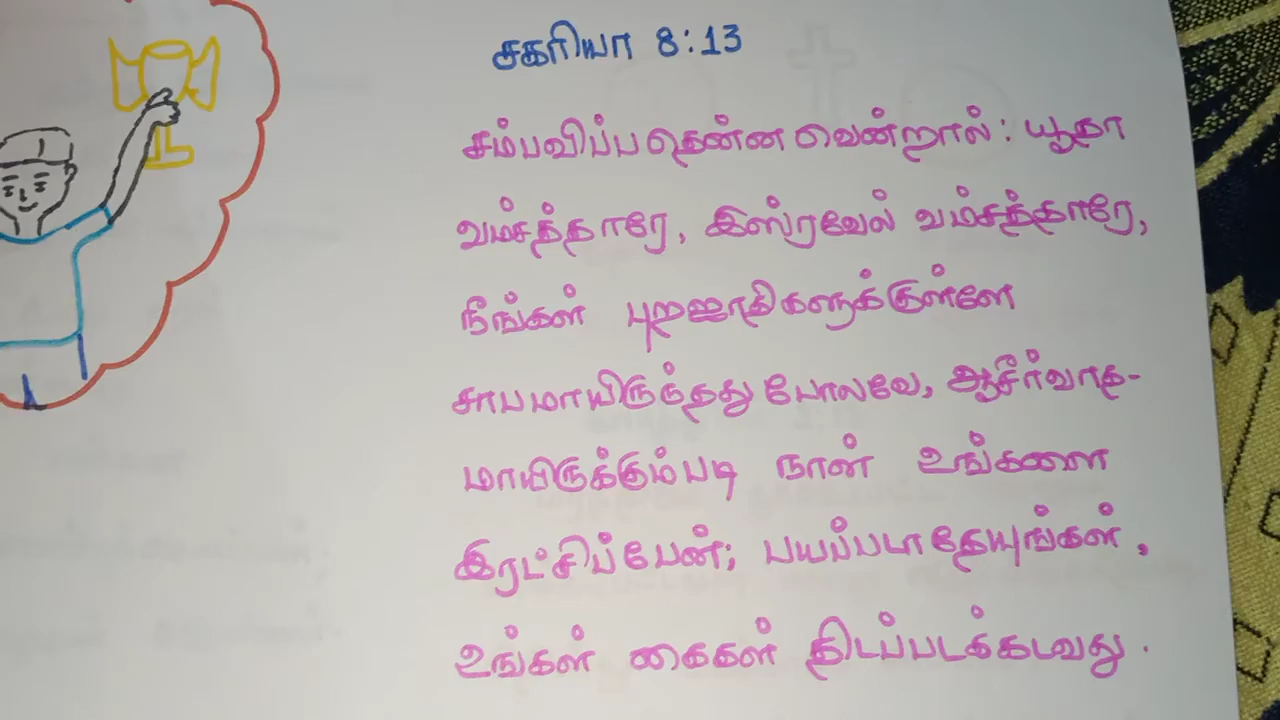 சகரியா 8:13
சம்பவிப்பதென்னவென்றால்: யூதா
வம்சத்தாரே, இஸ்ரவேல் வம்சத்தாரே,
நீங்கள் புறஜாதிகளுக்குள்ளே
சாபமாயிருந்தது போலவே, ஆசீர்வாத-
மாயிருக்கும்படி நான் உங்களை
இரட்சிப்பேன்; பயப்படாதேயுங்கள்,
உங்கள் கைகள் திடப்படக்கடவது.